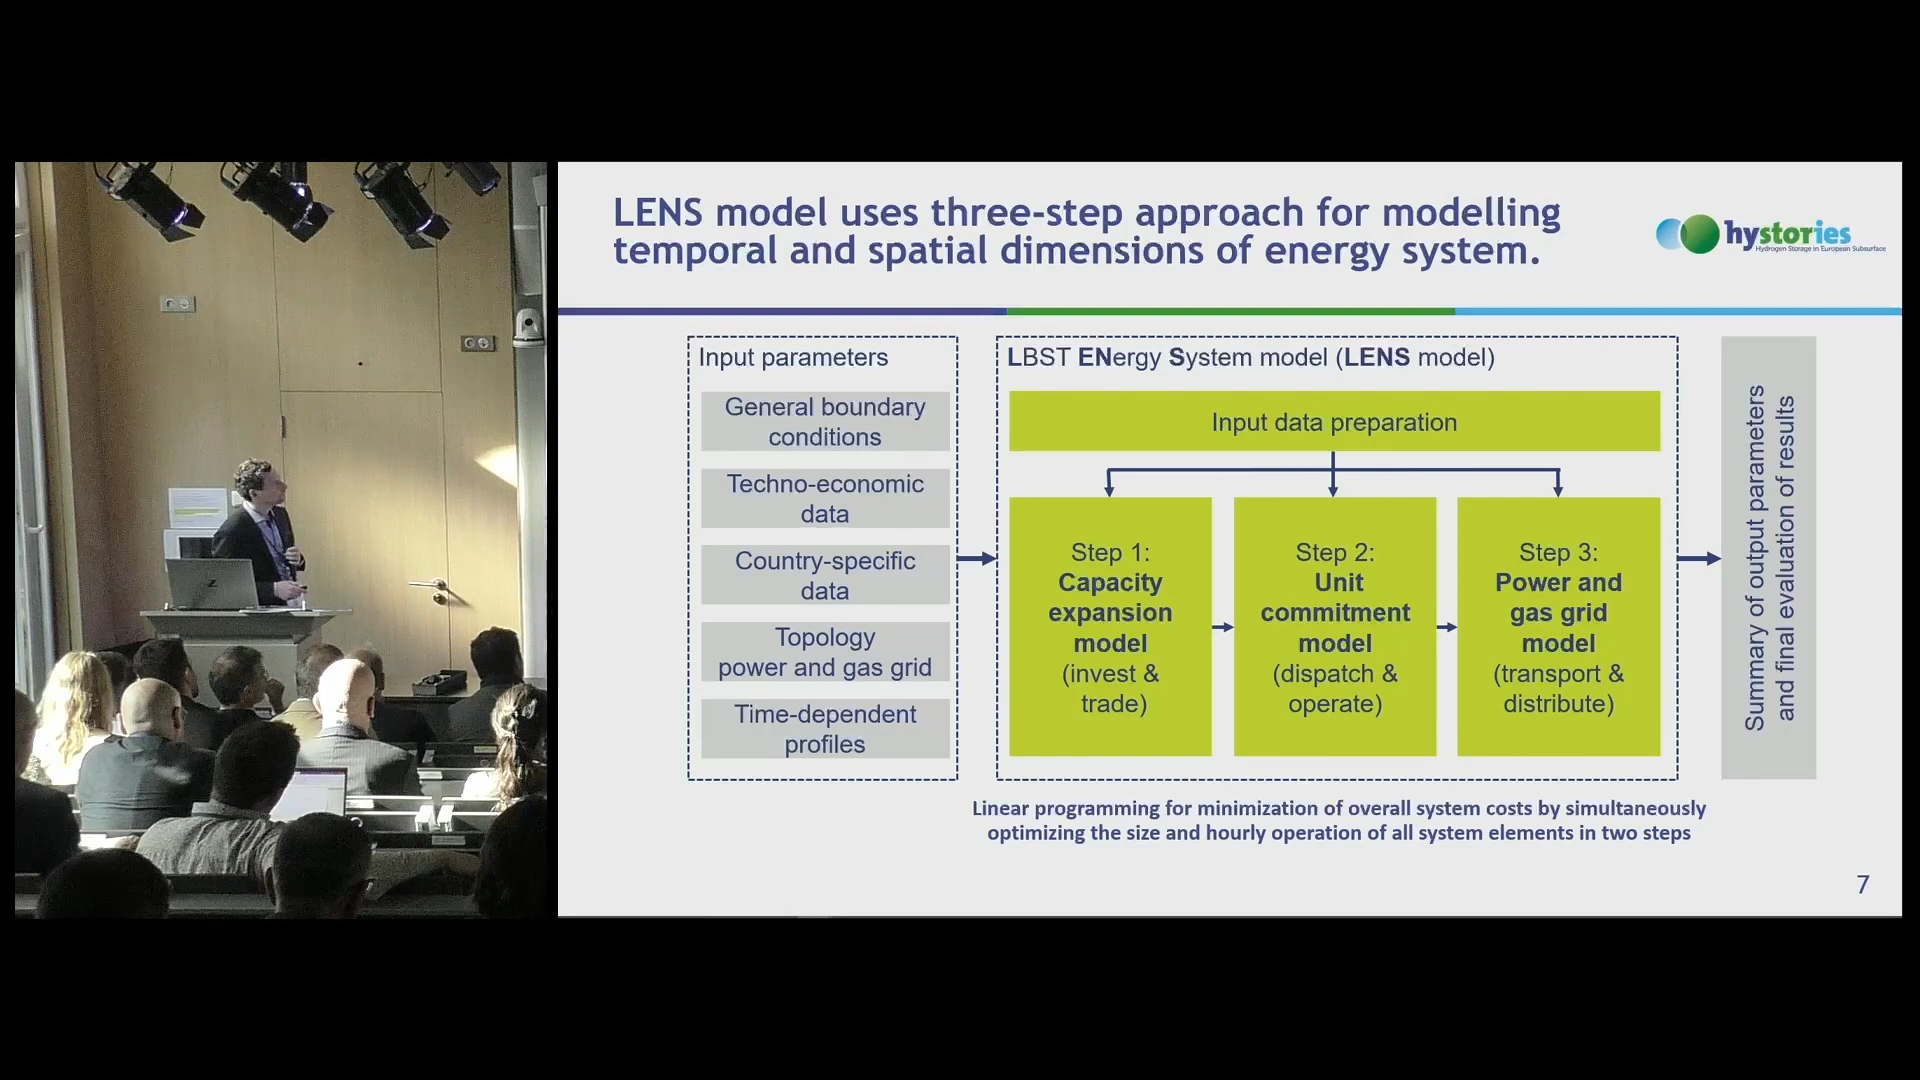 LENS model uses three-step approach for modelling
temporal and spatial dimensions of energy system.
hystories
Hydrogen Storage in European Subsurface
Input parameters
General boundary
conditions
Techno-economic
data
Country-specific
data
Topology
power and gas grid
Time-dependent
profiles
LBST ENergy System model (LENS model)
Input data preparation
Step 1:
Capacity
expansion
model
(invest &
trade)
Step 2:
Unit
commitment
model
(dispatch &
operate)
Step 3:
Power and
gas grid
model
(transport &
distribute)
Summary of output parameters
and final evaluation of results
Linear programming for minimization of overall system costs by simultaneously
optimizing the size and hourly operation of all system elements in two steps
7